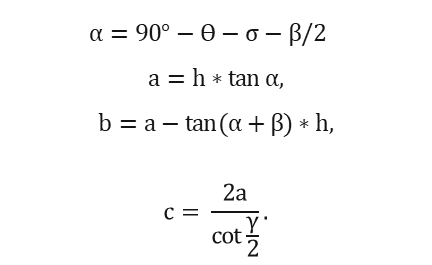 α = 90° − Ө − σ − β/2
a = h ∗ tan α,
b = a − tan(α + β) ∗ h,
c = 2a / cot γ/2.